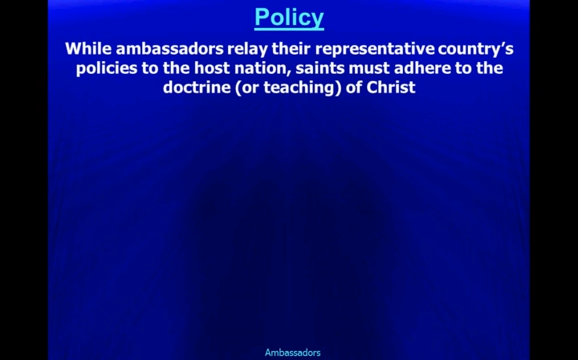 Policy
While ambassadors relay their representative country’s
policies to the host nation, saints must adhere to the
doctrine (or teaching) of Christ
Ambassadors